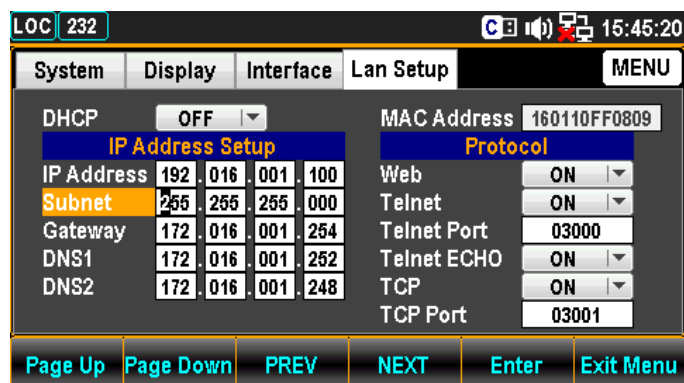 LOC 232 C 15:45:20
System Display Interface Lan Setup MENU
DHCP OFF MAC Address 160110FF0809
IP Address Setup Protocol
IP Address 192 . 016 . 001 . 100 Web ON
Subnet 255 . 255 . 255 . 000 Telnet ON
Gateway 172 . 016 . 001 . 254 Telnet Port 03000
DNS1 172 . 016 . 001 . 252 Telnet ECHO ON
DNS2 172 . 016 . 001 . 248 TCP ON
TCP Port 03001
Page Up Page Down PREV NEXT Enter Exit Menu